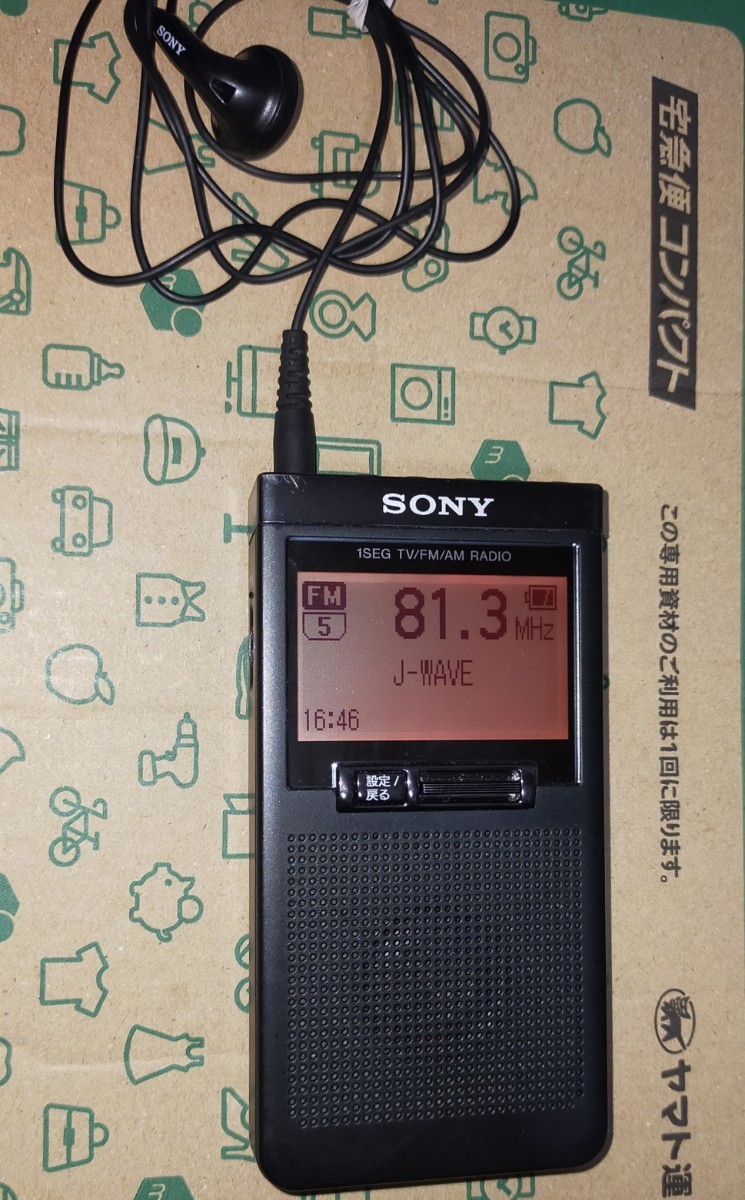 SONY
宅急便 コンパクト
SONY
1SEG TV/FM/AM RADIO
FM
5
81.3 MHz
J-WAVE
16:46
設定/
戻る
この専用資材のご利用は1回に限ります。
ヤマト運